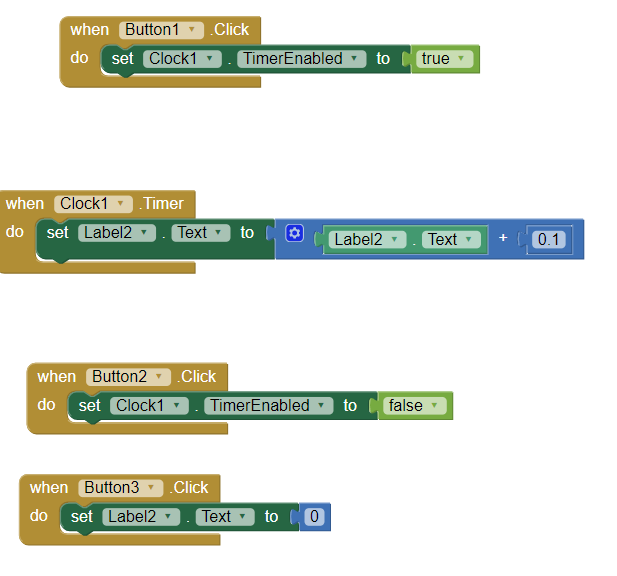 when Button1 .Click
do set Clock1 . TimerEnabled to true
when Clock1 .Timer
do set Label2 . Text to Label2 . Text + 0.1
when Button2 .Click
do set Clock1 . TimerEnabled to false
when Button3 .Click
do set Label2 . Text to 0